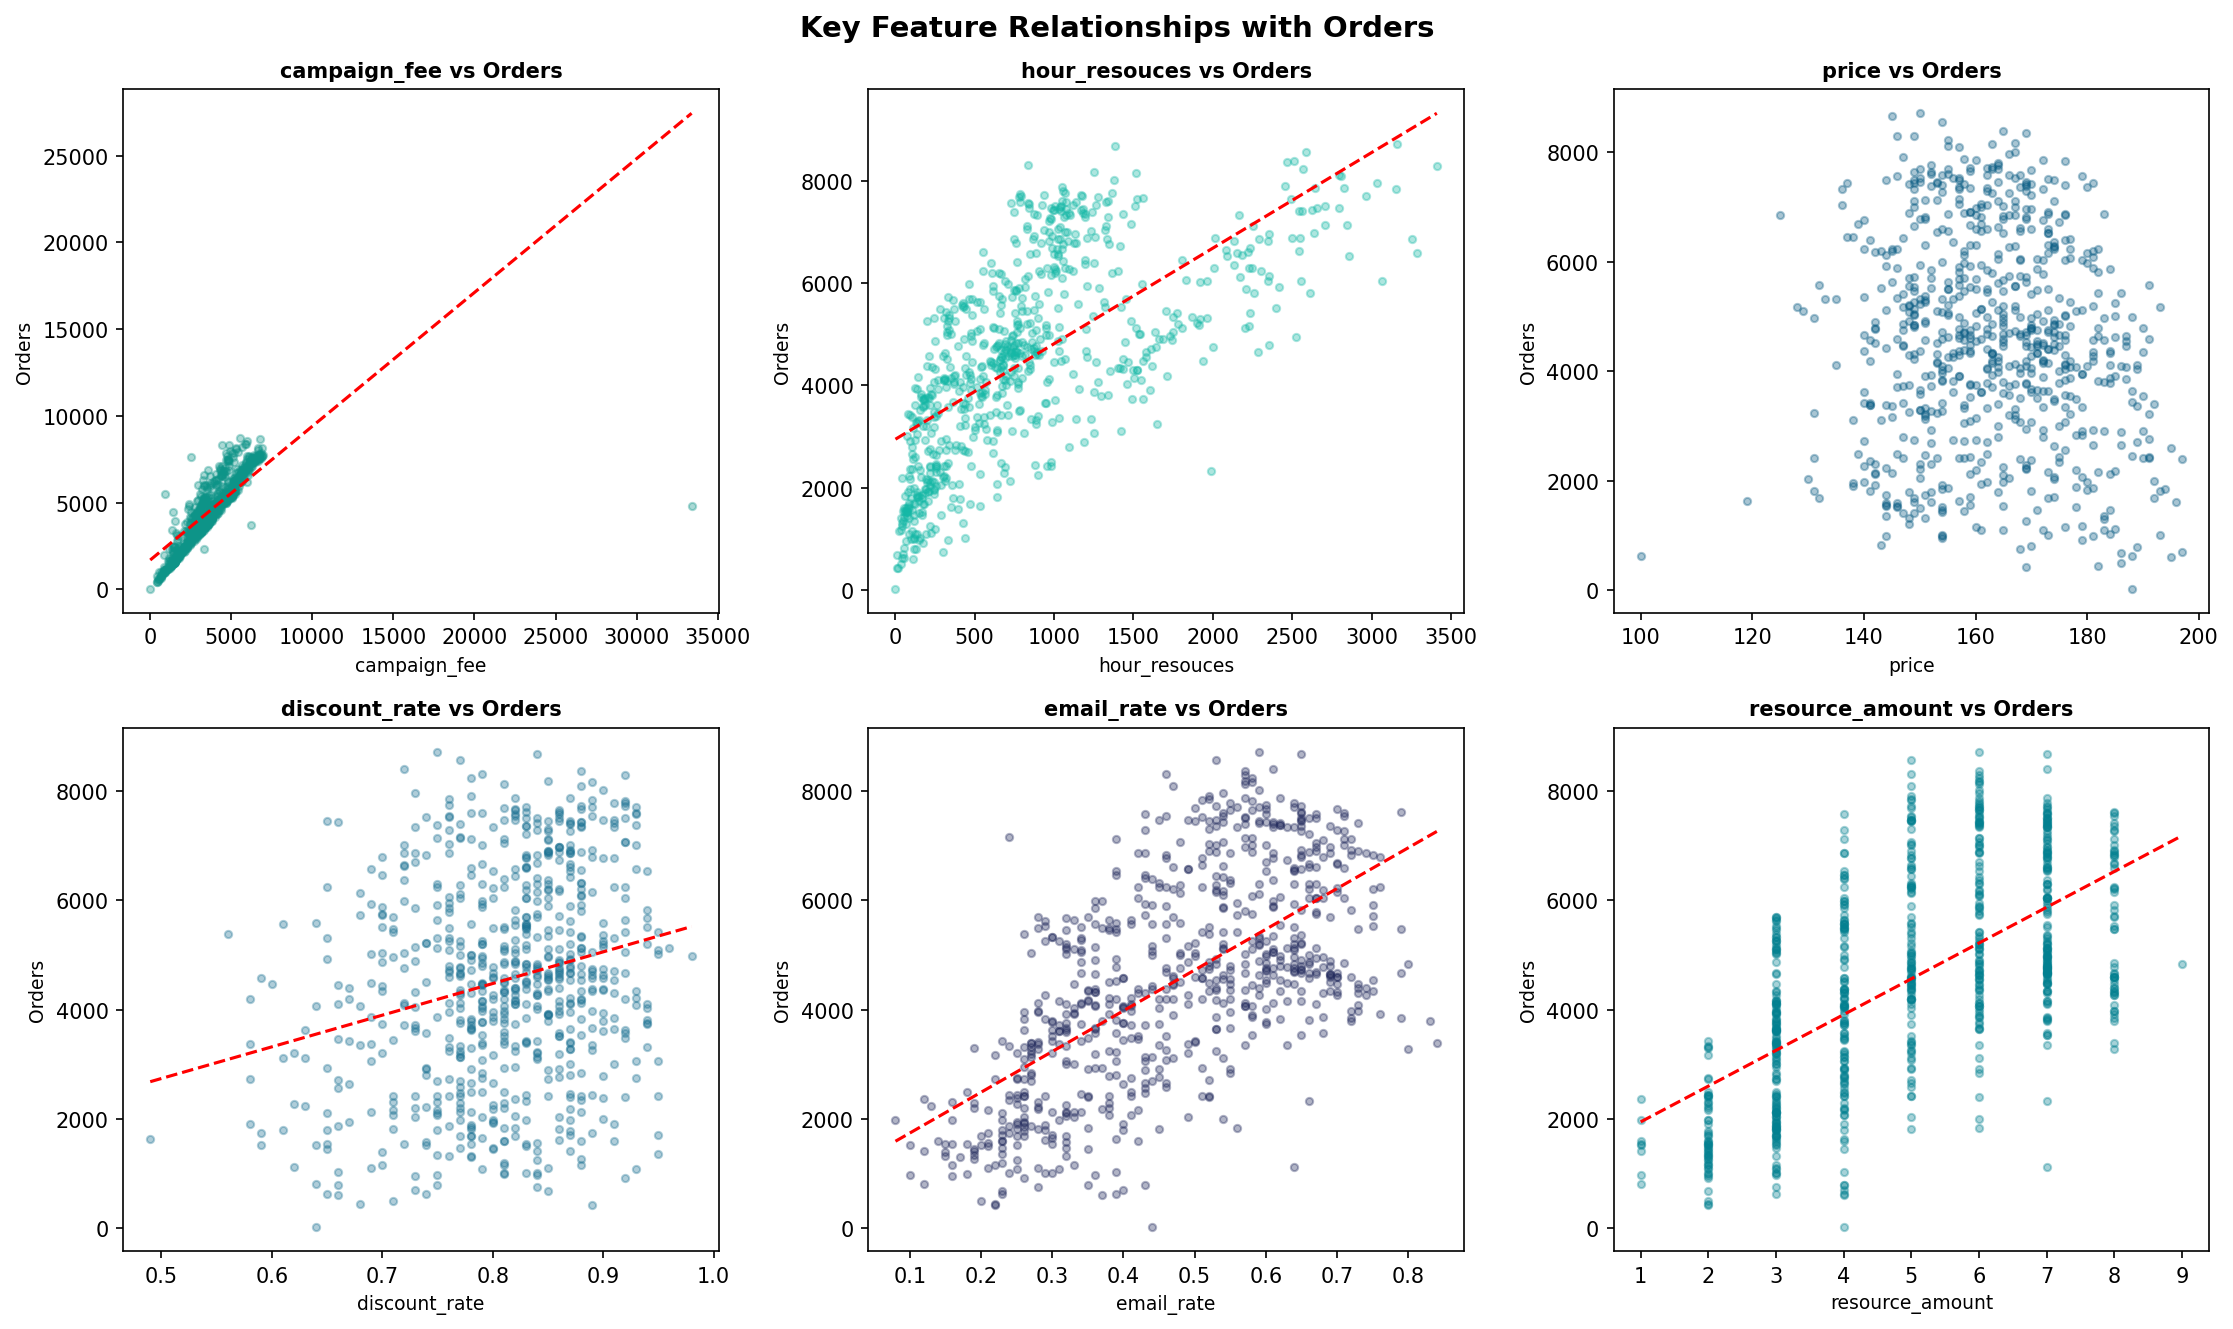 Key Feature Relationships with Orders
campaign_fee vs Orders
Orders
25000
20000
15000
10000
5000
0
0 5000 10000 15000 20000 25000 30000 35000
campaign_fee
hour_resouces vs Orders
Orders
8000
6000
4000
2000
0
0 500 1000 1500 2000 2500 3000 3500
hour_resouces
price vs Orders
Orders
8000
6000
4000
2000
0
100 120 140 160 180 200
price
discount_rate vs Orders
Orders
8000
6000
4000
2000
0
0.5 0.6 0.7 0.8 0.9 1.0
discount_rate
email_rate vs Orders
Orders
8000
6000
4000
2000
0
0.1 0.2 0.3 0.4 0.5 0.6 0.7 0.8
email_rate
resource_amount vs Orders
Orders
8000
6000
4000
2000
0
1 2 3 4 5 6 7 8 9
resource_amount